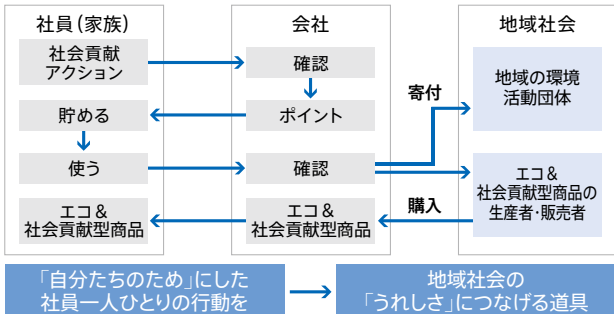 社員（家族）
会社
地域社会
社会貢献
アクション
確認
地域の環境
活動団体
寄付
貯める
ポイント
使う
確認
エコ&
社会貢献型商品の
生産者・販売者
購入
エコ&
社会貢献型商品
エコ&
社会貢献型商品
「自分たちのため」にした
社員一人ひとりの行動を
地域社会の
「うれしさ」につなげる道具